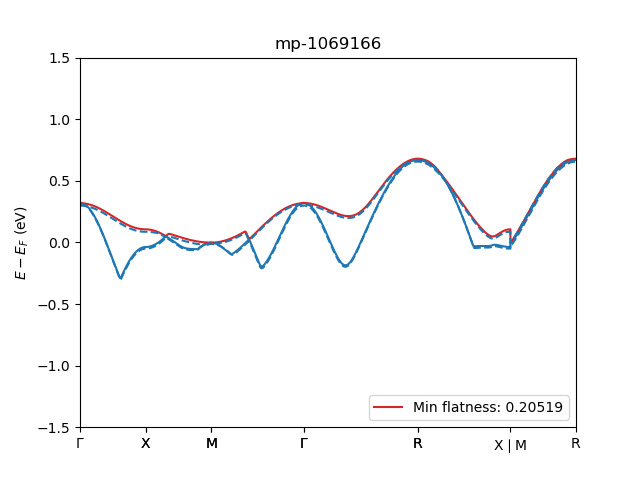 mp-1069166
E − E_F (eV)
1.5
1.0
0.5
0.0
−0.5
−1.0
−1.5
Min flatness: 0.20519
Γ X M Γ R X | M R